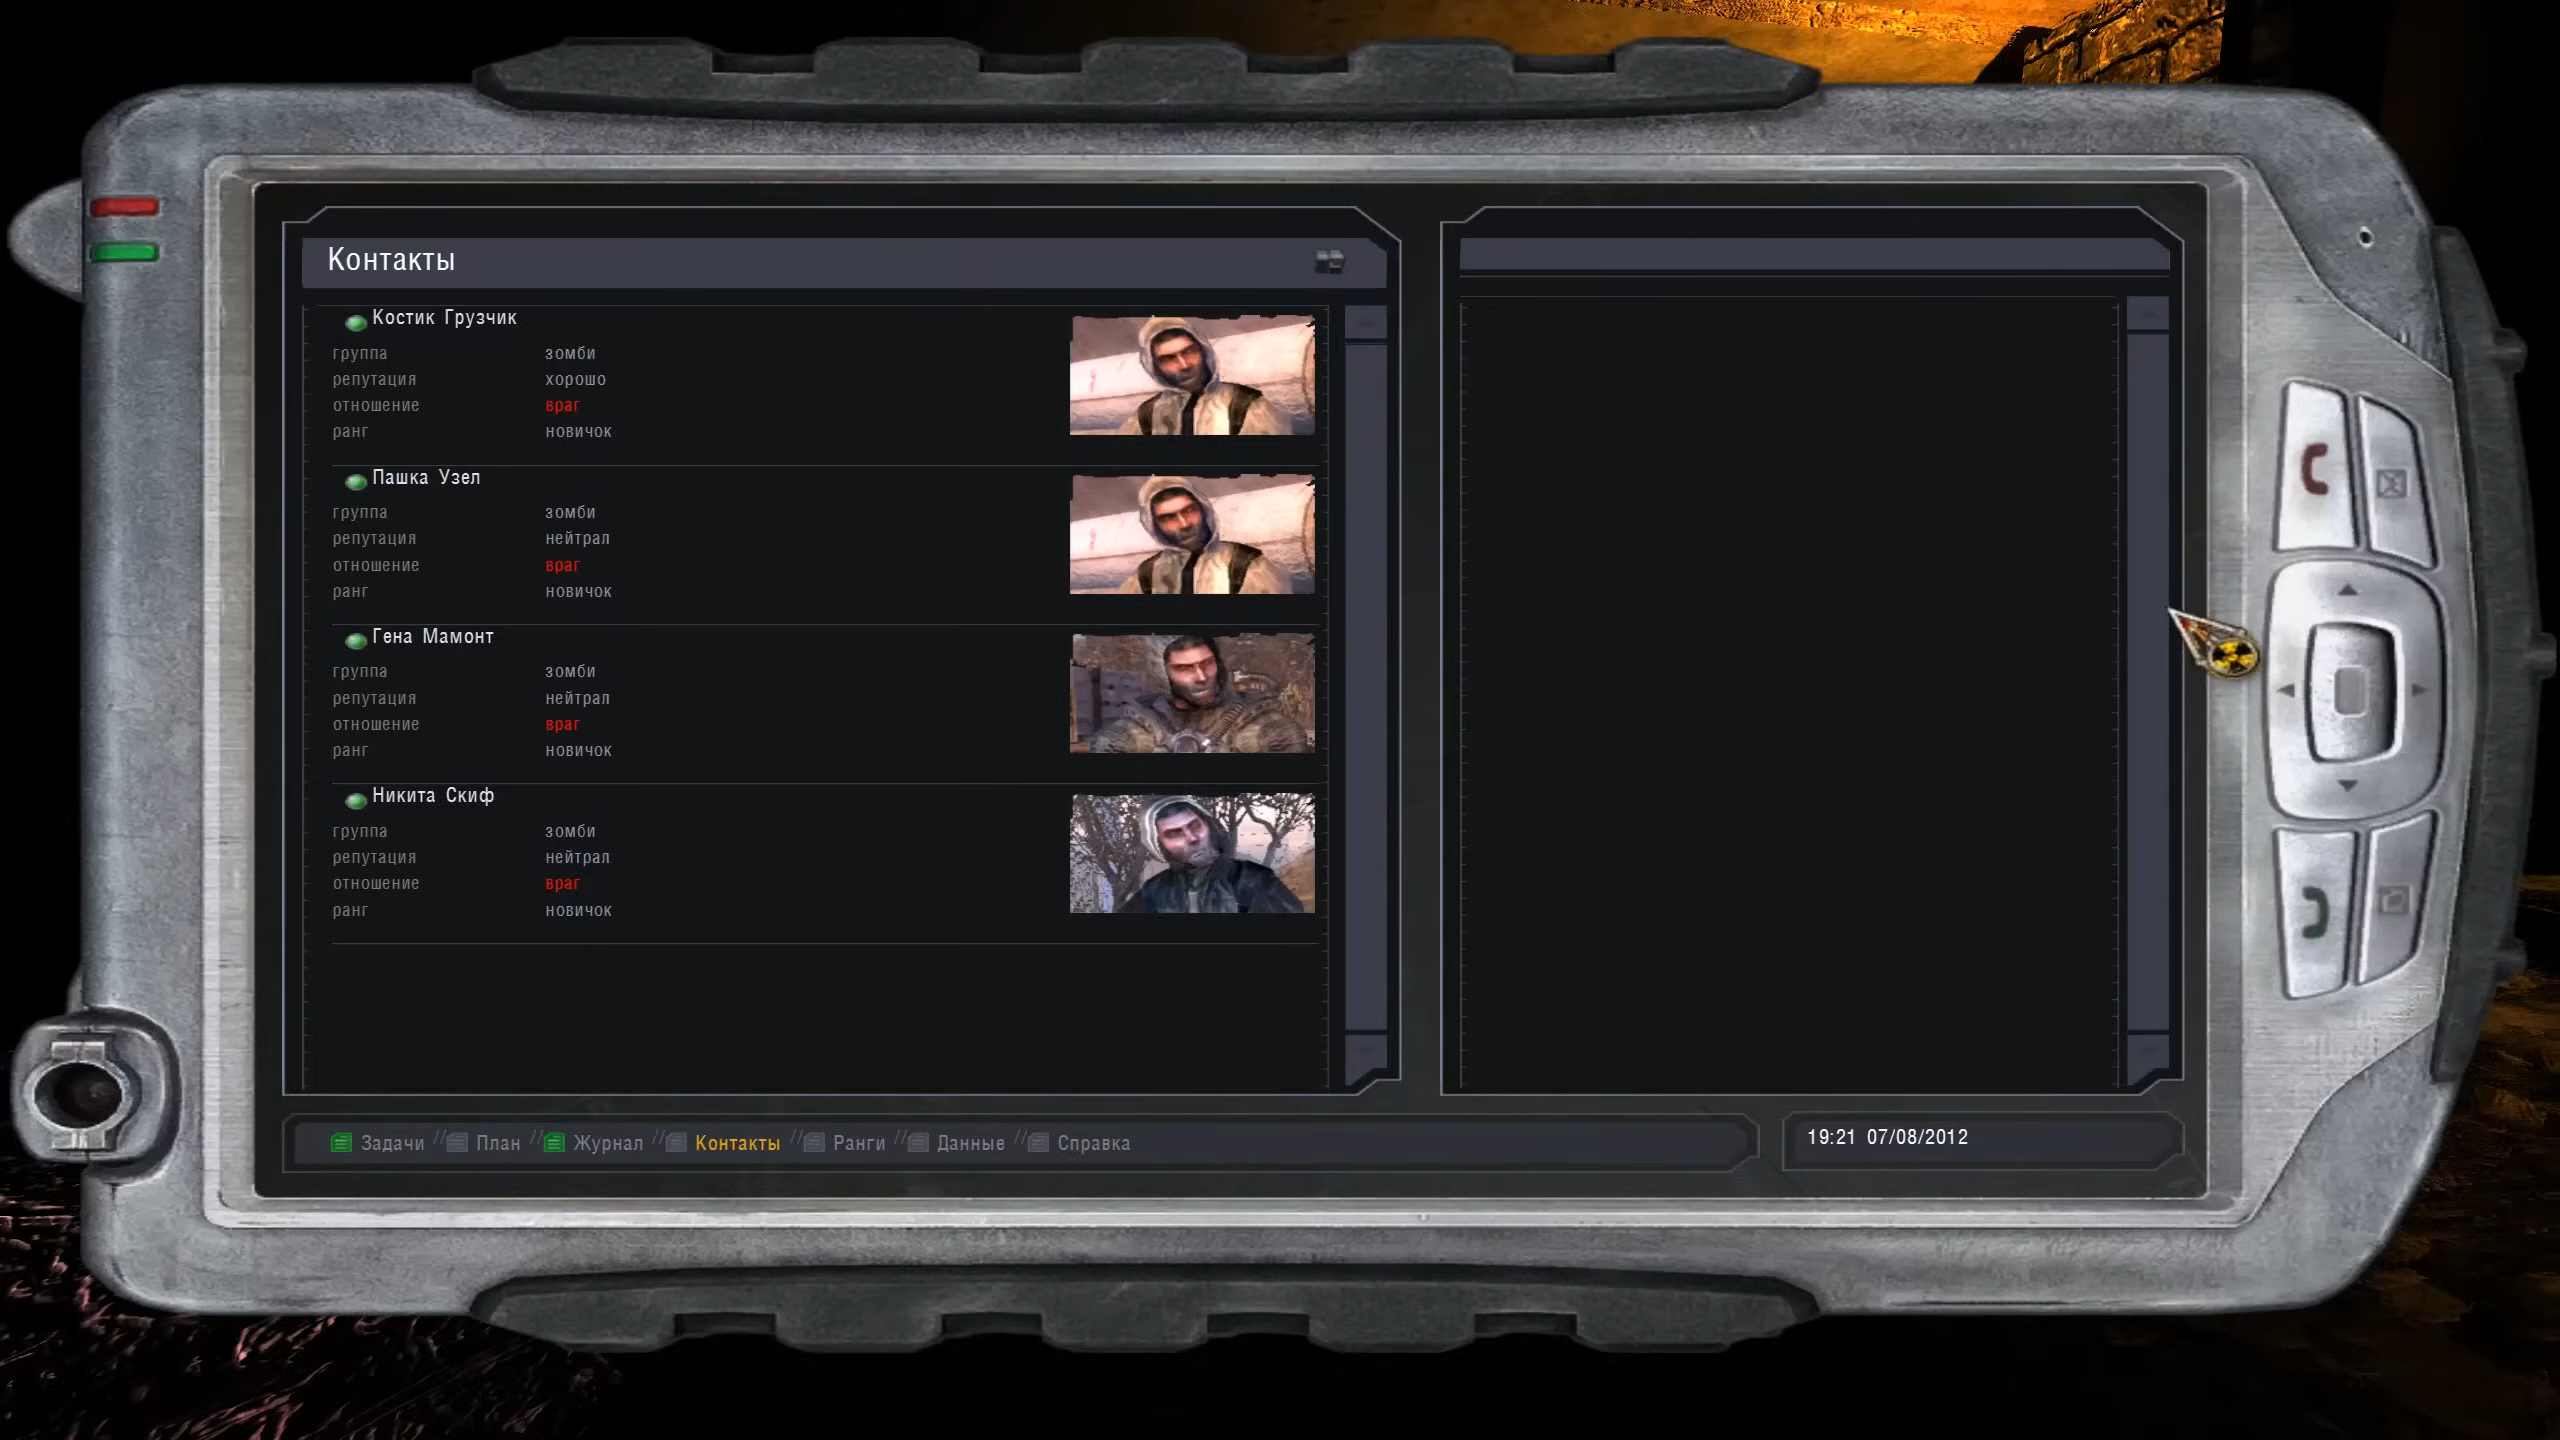 Контакты
Костик Грузчик
группа зомби
репутация хорошо
отношение враг
ранг новичок
Пашка Узел
группа зомби
репутация нейтрал
отношение враг
ранг новичок
Гена Мамонт
группа зомби
репутация нейтрал
отношение враг
ранг новичок
Никита Скиф
группа зомби
репутация нейтрал
отношение враг
ранг новичок
Задачи // План // Журнал // Контакты // Ранги // Данные // Справка
19:21 07/08/2012